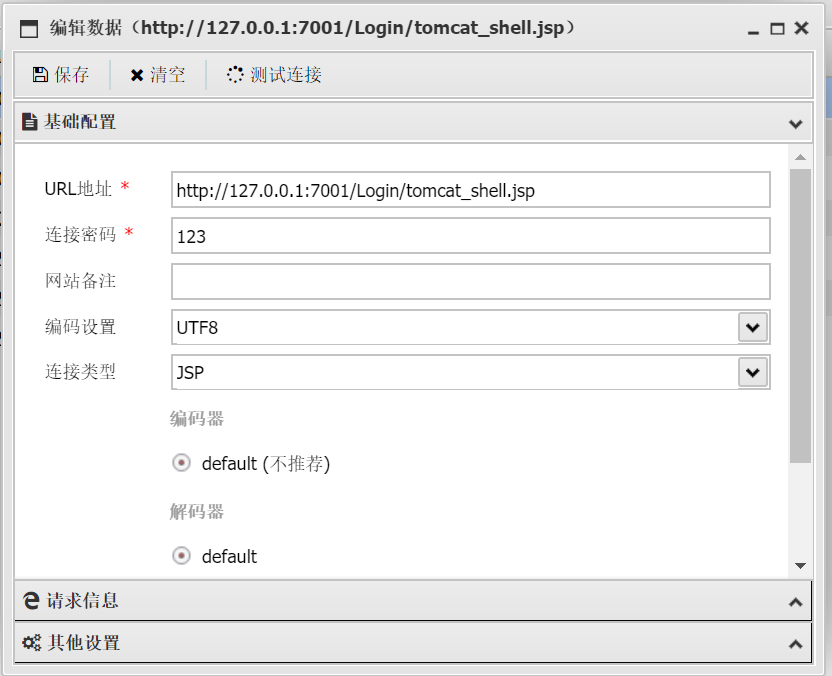 编辑数据（http://127.0.0.1:7001/Login/tomcat_shell.jsp）
保存 清空 测试连接
基础配置
URL地址 * http://127.0.0.1:7001/Login/tomcat_shell.jsp
连接密码 * 123
网站备注
编码设置 UTF8
连接类型 JSP
编码器
default (不推荐)
解码器
default
请求信息
其他设置